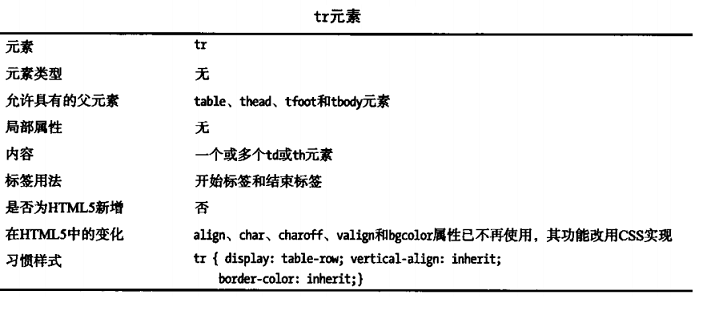 tr元素
元素 tr
元素类型 无
允许具有的父元素 table、thead、tfoot和tbody元素
局部属性 无
内容 一个或多个td或th元素
标签用法 开始标签和结束标签
是否为HTML5新增 否
在HTML5中的变化 align、char、charoff、valign和bgcolor属性已不再使用，其功能改用CSS实现
习惯样式 tr { display: table-row; vertical-align: inherit;
border-color: inherit;}